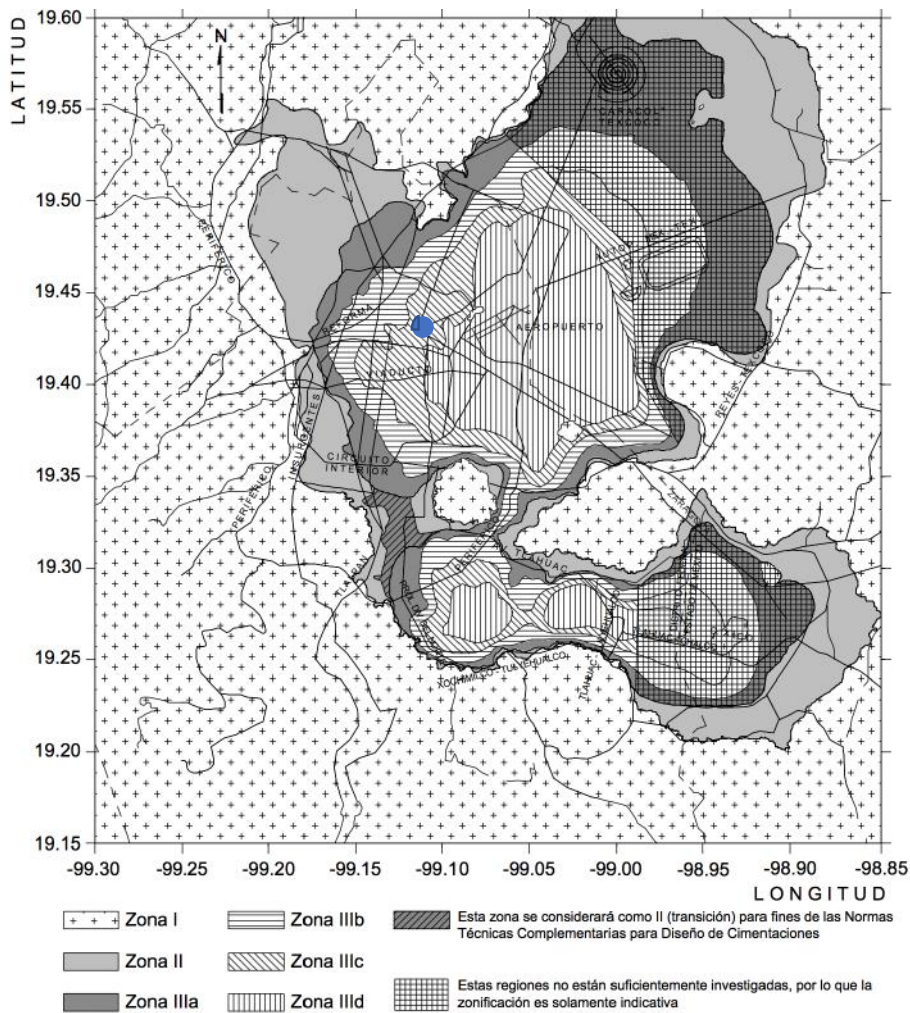 LATITUD
19.60
19.55
19.50
19.45
19.40
19.35
19.30
19.25
19.20
19.15
N
CARACOL
TEXCOCO
PERIFERICO
REFORMA
AEROPUERTO
VIADUCTO
INSURGENTES
CIRCUITO
INTERIOR
PERIFERICO
PERIFERICO
TLALPAN
TLAHUAC
XOCHIMILCO - TULYEHUALCO
TLAHUAC
-99.30 -99.25 -99.20 -99.15 -99.10 -99.05 -99.00 -98.95 -98.90 -98.85
LONGITUD
Zona I
Zona IIIb
Esta zona se considerará como II (transición) para fines de las Normas
Técnicas Complementarias para Diseño de Cimentaciones
Zona II
Zona IIIc
Estas regiones no están suficientemente investigadas, por lo que la
zonificación es solamente indicativa
Zona IIIa
Zona IIId